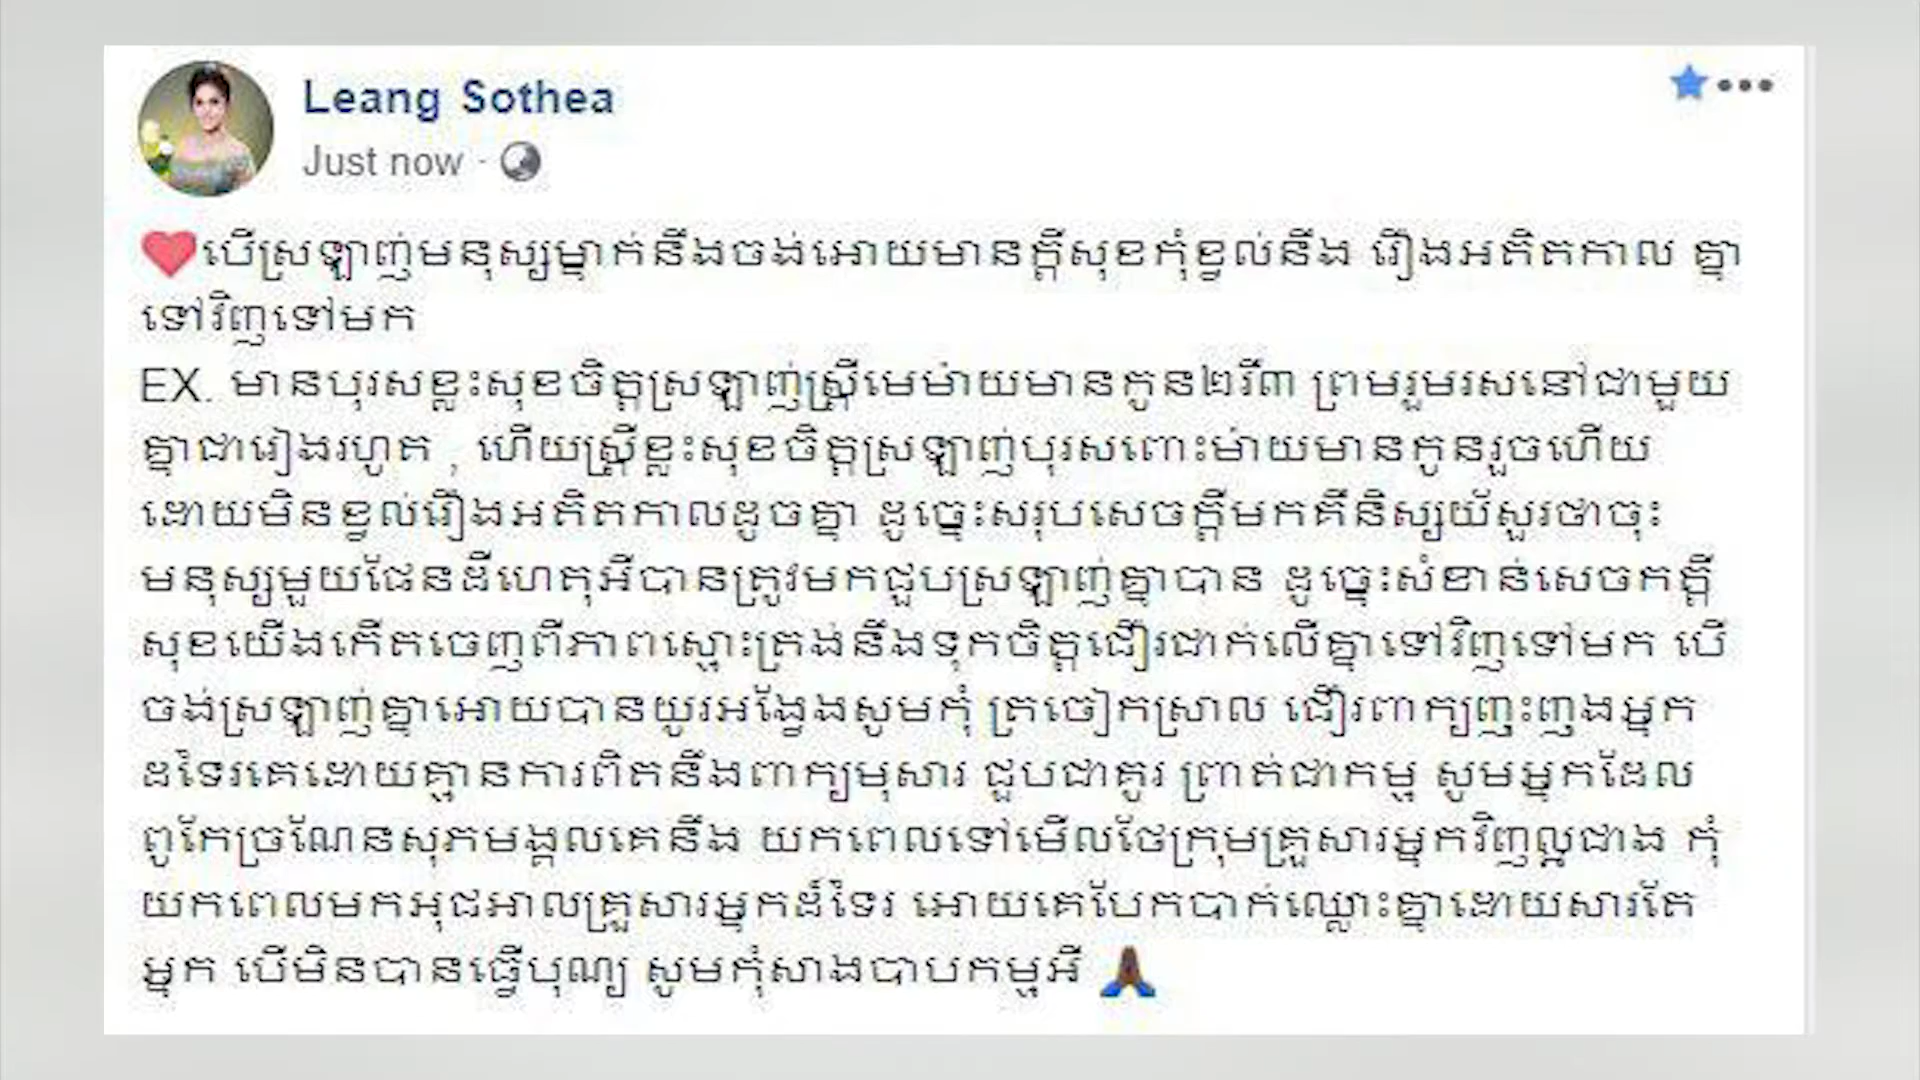 Leang Sothea
Just now
បើស្រឡាញ់មនុស្សម្នាក់នឹងចង់អោយមានក្ដីសុខកុំខ្វល់នឹង រឿងអតិតកាល គ្នា
ទៅវិញទៅមក
EX. មានបុរសខ្លះសុខចិត្តស្រឡាញ់ស្ត្រីមេម៉ាយមានកូន២រឺ៣ ព្រមរួមរសនៅជាមួយ
គ្នាជារៀងរហូត , ហើយស្ត្រីខ្លះសុខចិត្តស្រឡាញ់បុរសពោះម៉ាយមានកូនរួចហើយ
ដោយមិនខ្វល់រឿងអតិតកាលដូចគ្នា ដូច្នេះសរុបសេចក្ដីមកគឺនិស្ស័យសួរថាចុះ
មនុស្សមួយផែនដីហេតុអីបានត្រូវមកជួបស្រឡាញ់គ្នាបាន ដូច្នេះសំខាន់សេចកក្ដី
សុខយើងកើតចេញពីភាពស្មោះត្រង់នឹងទុកចិត្តជឿរជាក់លើគ្នាទៅវិញទៅមក បើ
ចង់ស្រឡាញ់គ្នាអោយបានយូរអង្វែងសូមកុំ ត្រចៀកស្រាល ជឿរពាក្យញុះញង់អ្នក
ដទៃរគេដោយគ្មានការពិតនឹងពាក្យមុសារ ជួបជាគូរ ព្រាត់ជាកម្ម សូមអ្នកដែល
ពូកែច្រណែនសុភមង្គលគេនឹង យកពេលទៅមើលថែក្រុមគ្រួសារអ្នកវិញល្អជាង កុំ
យកពេលមកអុជអាលគ្រួសារអ្នកដ៏ទៃរ អោយគេបែកបាក់ឈ្លោះគ្នាដោយសារតែ
អ្នក បើមិនបានធ្វើបុណ្យ សូមកុំសាងបាបកម្មអី